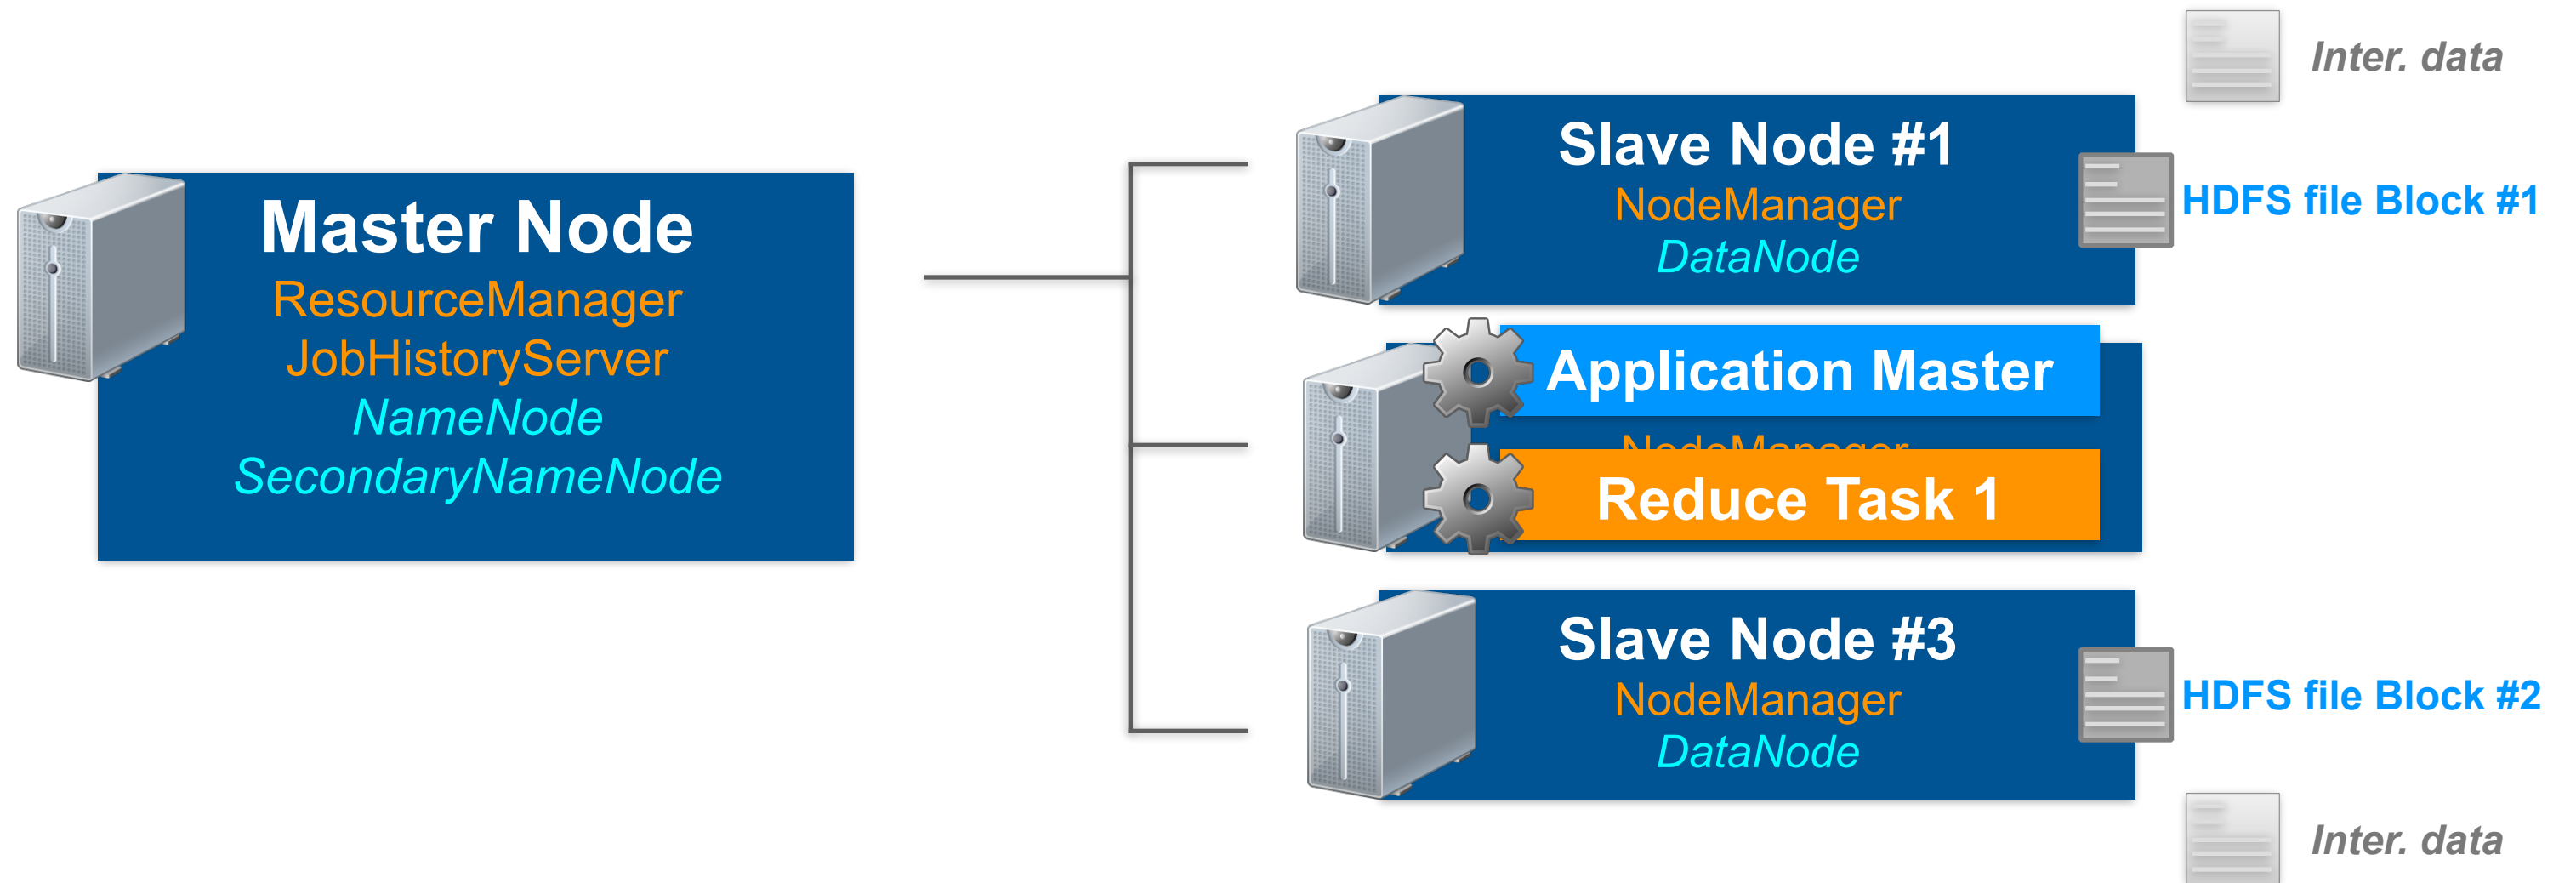 Inter. data
Slave Node #1
NodeManager
DataNode
HDFS file Block #1
Master Node
ResourceManager
JobHistoryServer
NameNode
SecondaryNameNode
Application Master
NodeManager
Reduce Task 1
Slave Node #3
NodeManager
DataNode
HDFS file Block #2
Inter. data